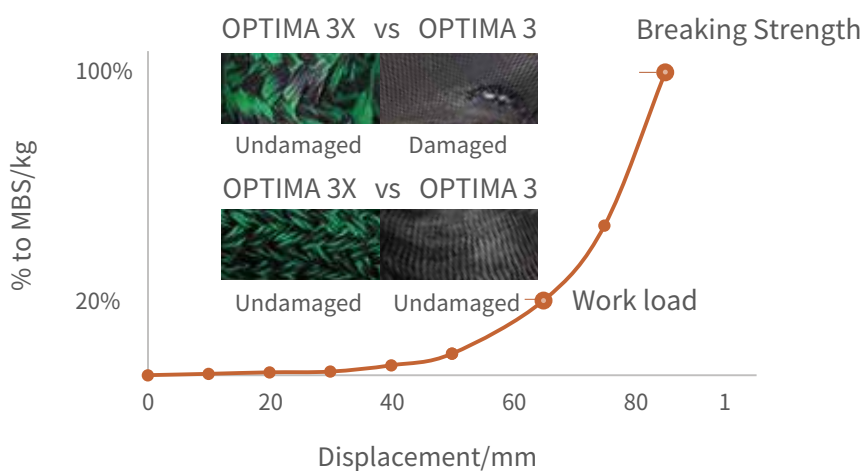 OPTIMA 3X vs OPTIMA 3
Breaking Strength
100%
Undamaged Damaged
OPTIMA 3X vs OPTIMA 3
% to MBS/kg
20%
Undamaged Undamaged
Work load
0 20 40 60 80 1
Displacement/mm